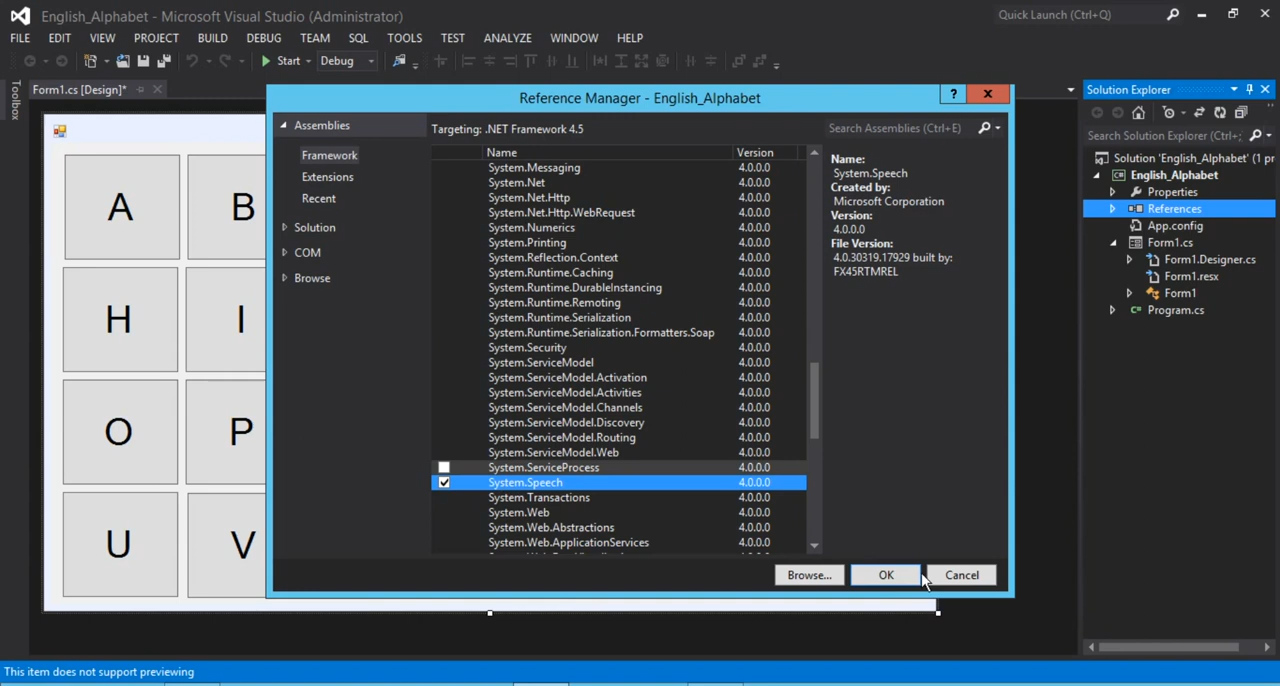 English_Alphabet - Microsoft Visual Studio (Administrator)
Quick Launch (Ctrl+Q)
FILE EDIT VIEW PROJECT BUILD DEBUG TEAM SQL TOOLS TEST ANALYZE WINDOW HELP
Start Debug
Toolbox
Form1.cs [Design]*
A B
H I
O P
U V
Reference Manager - English_Alphabet
?
Assemblies
Framework
Extensions
Recent
Solution
COM
Browse
Targeting: .NET Framework 4.5
Search Assemblies (Ctrl+E)
Name Version
System.Messaging 4.0.0.0
System.Net 4.0.0.0
System.Net.Http 4.0.0.0
System.Net.Http.WebRequest 4.0.0.0
System.Numerics 4.0.0.0
System.Printing 4.0.0.0
System.Reflection.Context 4.0.0.0
System.Runtime.Caching 4.0.0.0
System.Runtime.DurableInstancing 4.0.0.0
System.Runtime.Remoting 4.0.0.0
System.Runtime.Serialization 4.0.0.0
System.Runtime.Serialization.Formatters.Soap 4.0.0.0
System.Security 4.0.0.0
System.ServiceModel 4.0.0.0
System.ServiceModel.Activation 4.0.0.0
System.ServiceModel.Activities 4.0.0.0
System.ServiceModel.Channels 4.0.0.0
System.ServiceModel.Discovery 4.0.0.0
System.ServiceModel.Routing 4.0.0.0
System.ServiceModel.Web 4.0.0.0
System.ServiceProcess 4.0.0.0
System.Speech 4.0.0.0
System.Transactions 4.0.0.0
System.Web 4.0.0.0
System.Web.Abstractions 4.0.0.0
System.Web.ApplicationServices 4.0.0.0
Name:
System.Speech
Created by:
Microsoft Corporation
Version:
4.0.0.0
File Version:
4.0.30319.17929 built by:
FX45RTMREL
Browse... OK Cancel
Solution Explorer
Search Solution Explorer (Ctrl+;
Solution 'English_Alphabet' (1 pr
English_Alphabet
Properties
References
App.config
Form1.cs
Form1.Designer.cs
Form1.resx
Form1
Program.cs
This item does not support previewing